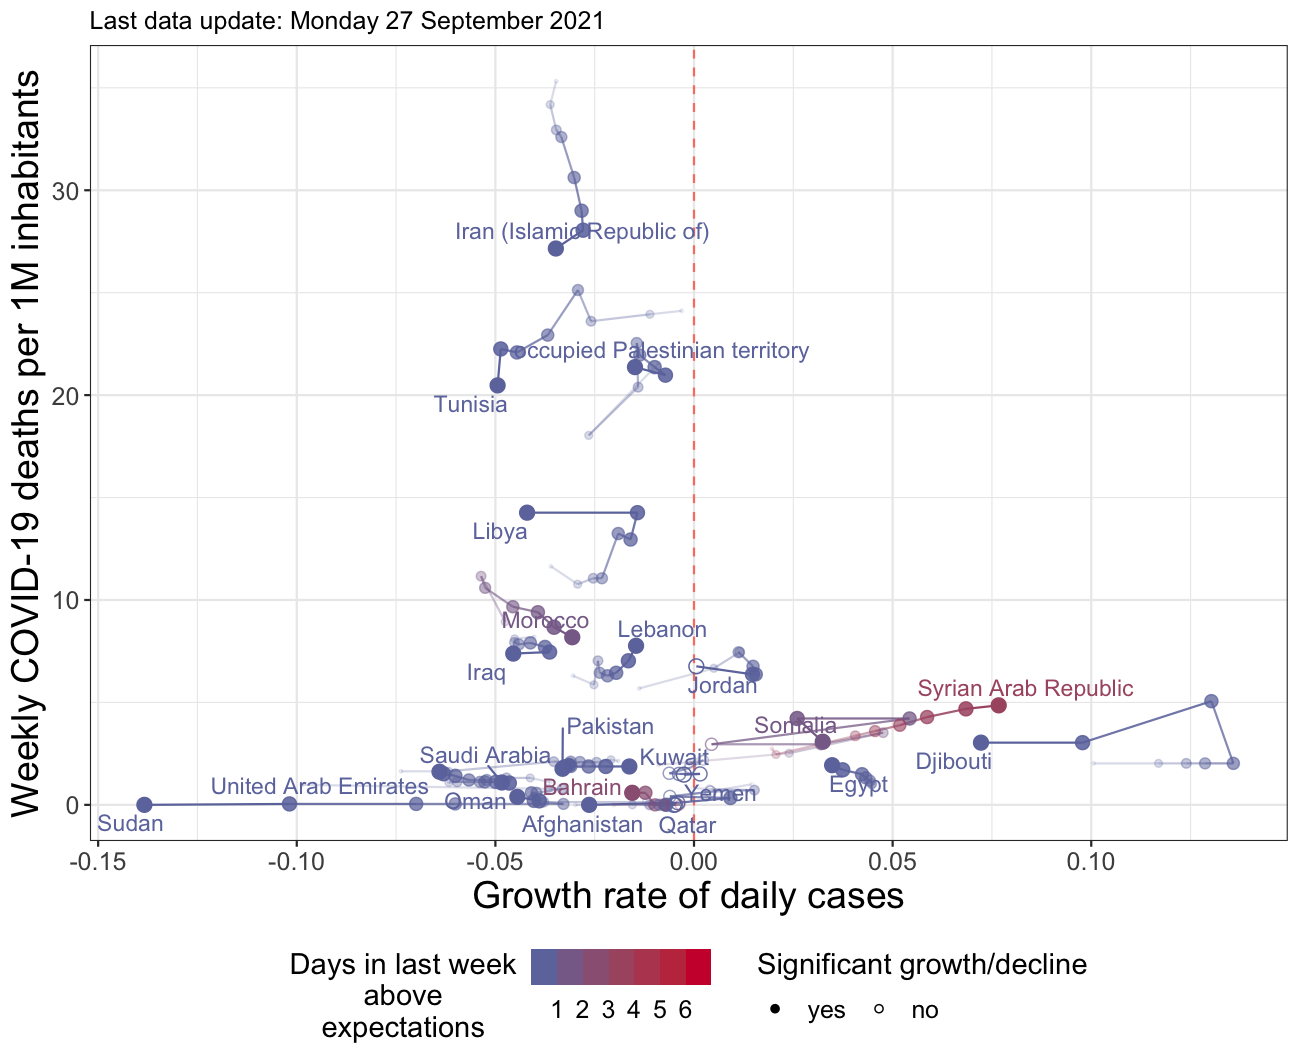 Last data update: Monday 27 September 2021
Weekly COVID-19 deaths per 1M inhabitants
30
20
10
0
Iran (Islamic Republic of)
occupied Palestinian territory
Tunisia
Libya
Morocco
Lebanon
Iraq
Jordan
Syrian Arab Republic
Somalia
Pakistan
Saudi Arabia
Kuwait
Djibouti
United Arab Emirates
Bahrain
Egypt
Oman
Yemen
Sudan
Afghanistan
Qatar
-0.15
-0.10
-0.05
0.00
0.05
0.10
Growth rate of daily cases
Days in last week
above
expectations
1 2 3 4 5 6
Significant growth/decline
yes
no